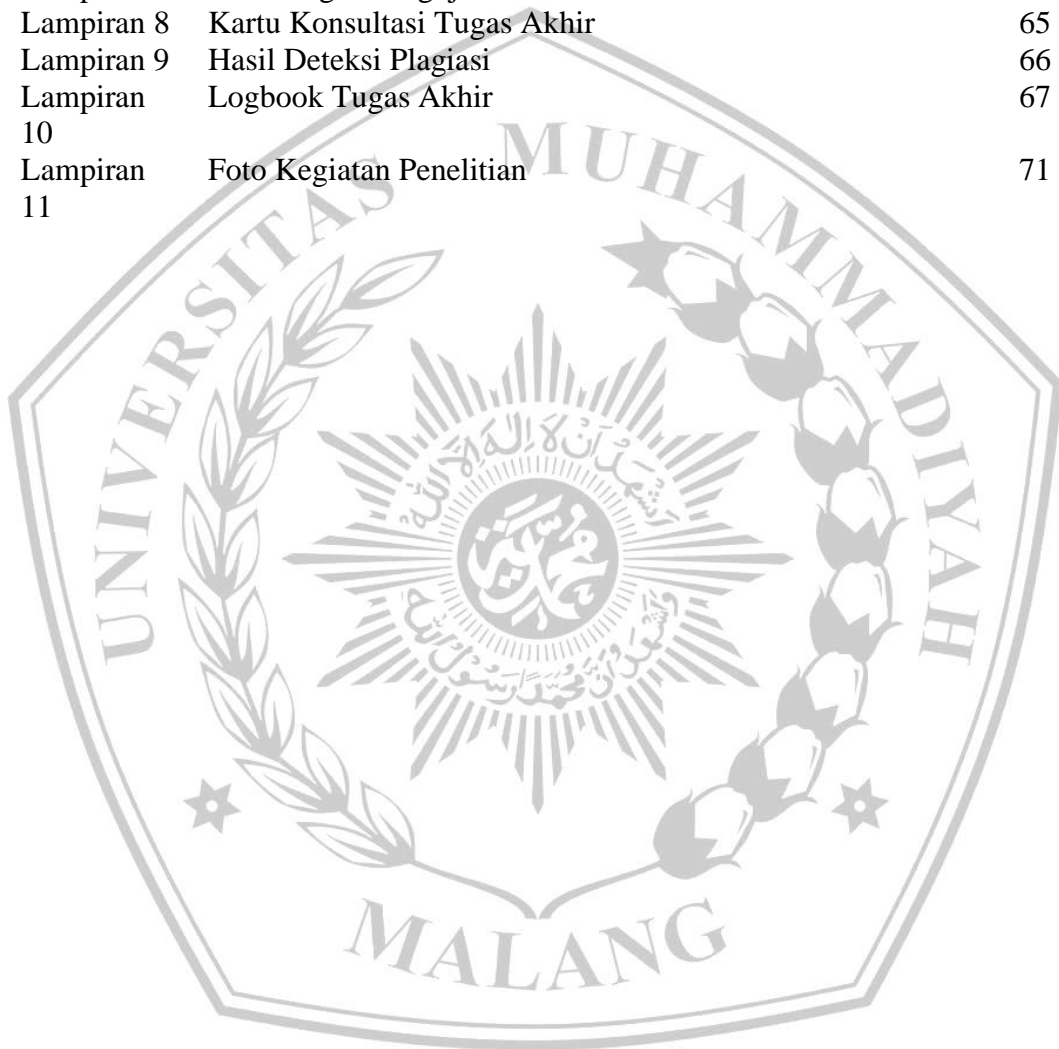 Lampiran 8 Kartu Konsultasi Tugas Akhir 65
Lampiran 9 Hasil Deteksi Plagiasi 66
Lampiran Logbook Tugas Akhir 67
10
Lampiran Foto Kegiatan Penelitian 71
11
UNIVERSITAS MUHAMMADIYAH
MALANG